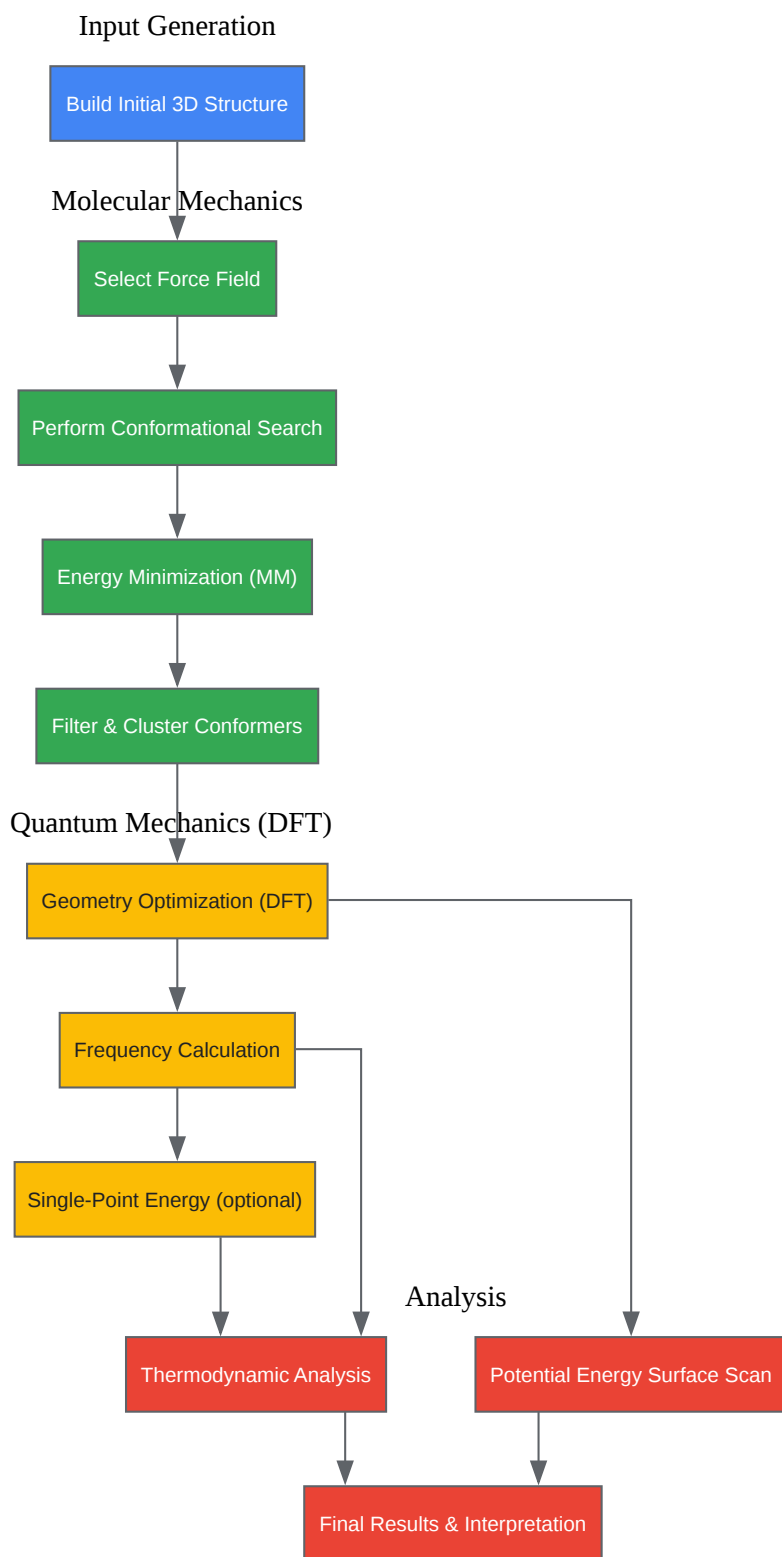 Input Generation
Build Initial 3D Structure
Molecular Mechanics
Select Force Field
Perform Conformational Search
Energy Minimization (MM)
Filter & Cluster Conformers
Quantum Mechanics (DFT)
Geometry Optimization (DFT)
Frequency Calculation
Single-Point Energy (optional)
Analysis
Thermodynamic Analysis
Potential Energy Surface Scan
Final Results & Interpretation